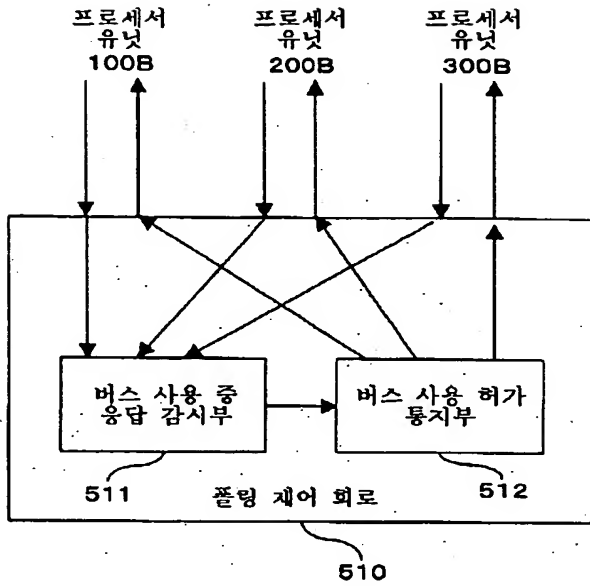 프로세서
유닛
100B
프로세서
유닛
200B
프로세서
유닛
300B
버스 사용 중
응답 감시부
버스 사용 허가
통지부
511
512
폴링 제어 회로
510